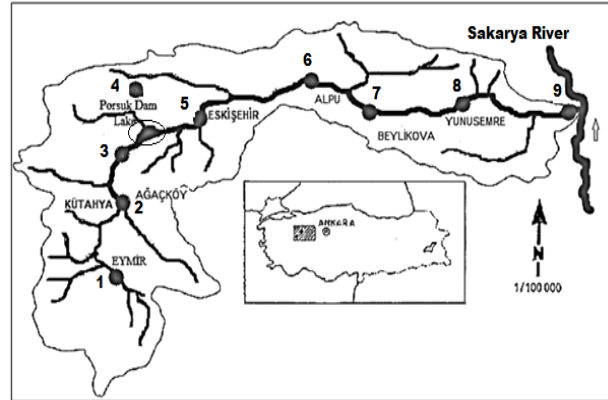 Sakarya River
6
4
Porsuk Dam
Lake
5
ESKİŞEHİR
ALPU
7
8
9
BEYLİKOVA
YUNUSEMRE
3
KÜTAHYA
AĞAÇKÖY
2
EYMİR
1
ANKARA
N
1/100 000